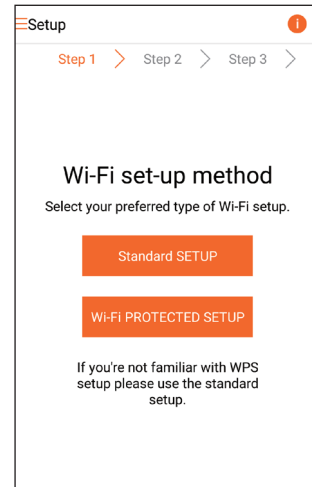 Setup
Step 1 Step 2 Step 3
Wi-Fi set-up method
Select your preferred type of Wi-Fi setup.
Standard SETUP
Wi-Fi PROTECTED SETUP
If you're not familiar with WPS
setup please use the standard
setup.